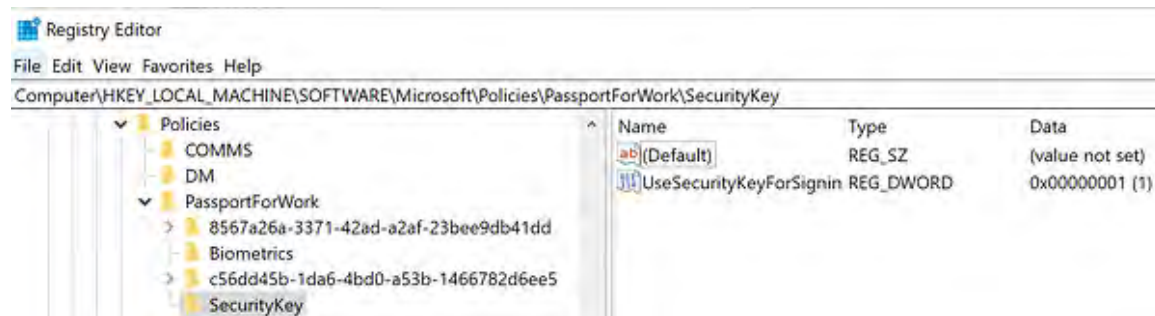 Registry Editor
File Edit View Favorites Help
Computer\HKEY_LOCAL_MACHINE\SOFTWARE\Microsoft\Policies\PassportForWork\SecurityKey
Policies
COMMS
DM
PassportForWork
8567a26a-3371-42ad-a2af-23bee9db41dd
Biometrics
c56dd45b-1da6-4bd0-a53b-1466782d6ee5
SecurityKey
Name Type Data
ab (Default) REG_SZ (value not set)
UseSecurityKeyForSignin REG_DWORD 0x00000001 (1)